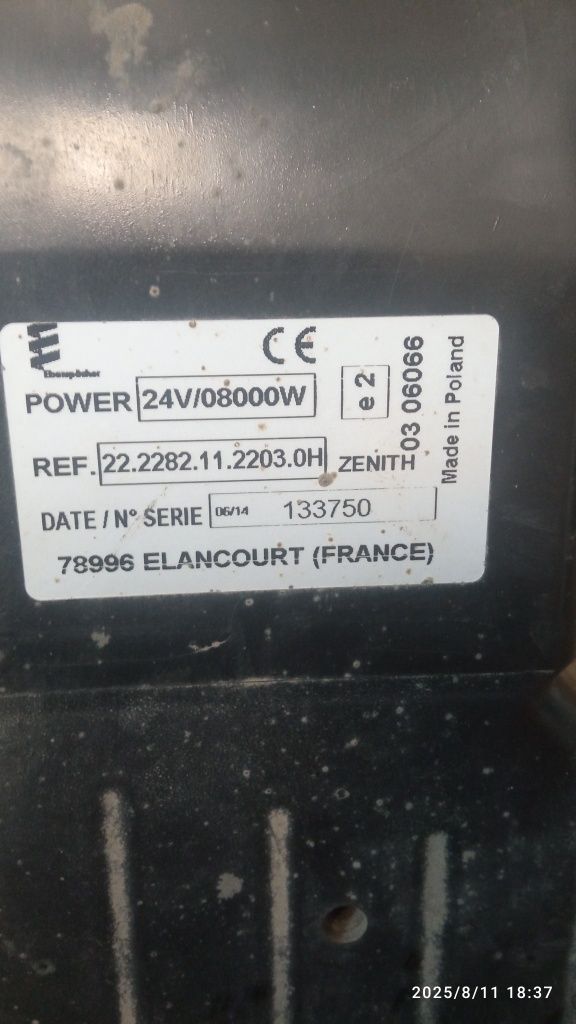 CE
Eberspächer
POWER 24V/08000W
e 2
03 06066
Made in Poland
REF. 22.2282.11.2203.0H ZENITH
DATE / N° SERIE 06/14 133750
78996 ELANCOURT (FRANCE)
2025/8/11 18:37